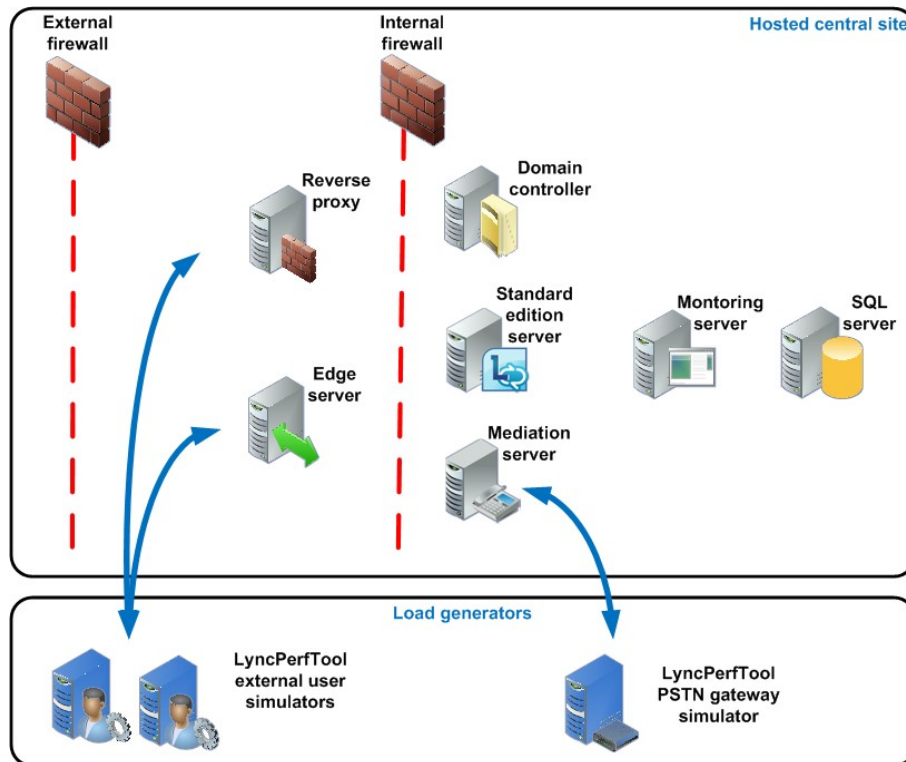 External
firewall
Internal
firewall
Hosted central site
Reverse
proxy
Domain
controller
Standard
edition
server
Montoring
server
SQL
server
Edge
server
Mediation
server
Load generators
LyncPerfTool
external user
simulators
LyncPerfTool
PSTN gateway
simulator